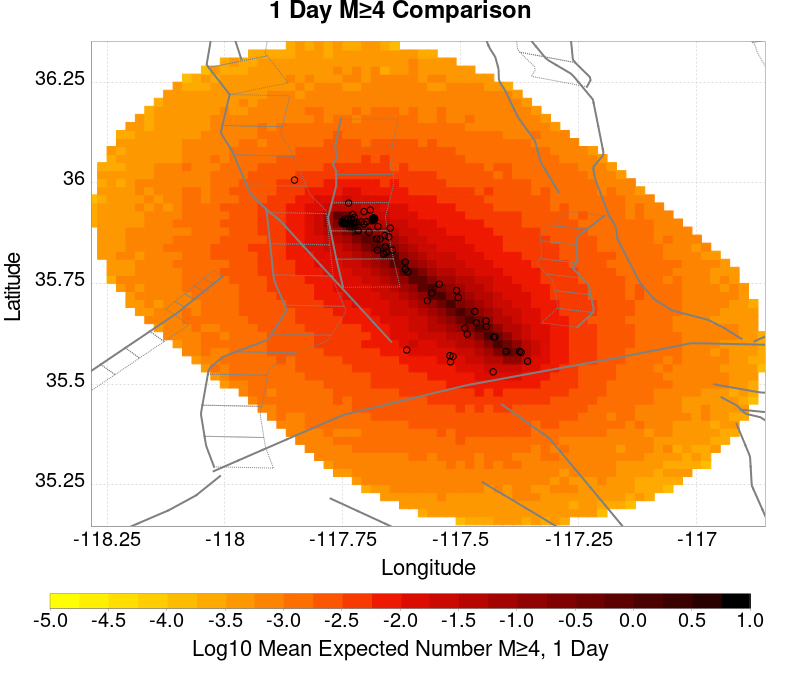 1 Day M≥4 Comparison
36.25
36
35.75
35.5
35.25
Latitude
-118.25 -118 -117.75 -117.5 -117.25 -117
Longitude
-5.0 -4.5 -4.0 -3.5 -3.0 -2.5 -2.0 -1.5 -1.0 -0.5 0.0 0.5 1.0
Log10 Mean Expected Number M≥4, 1 Day